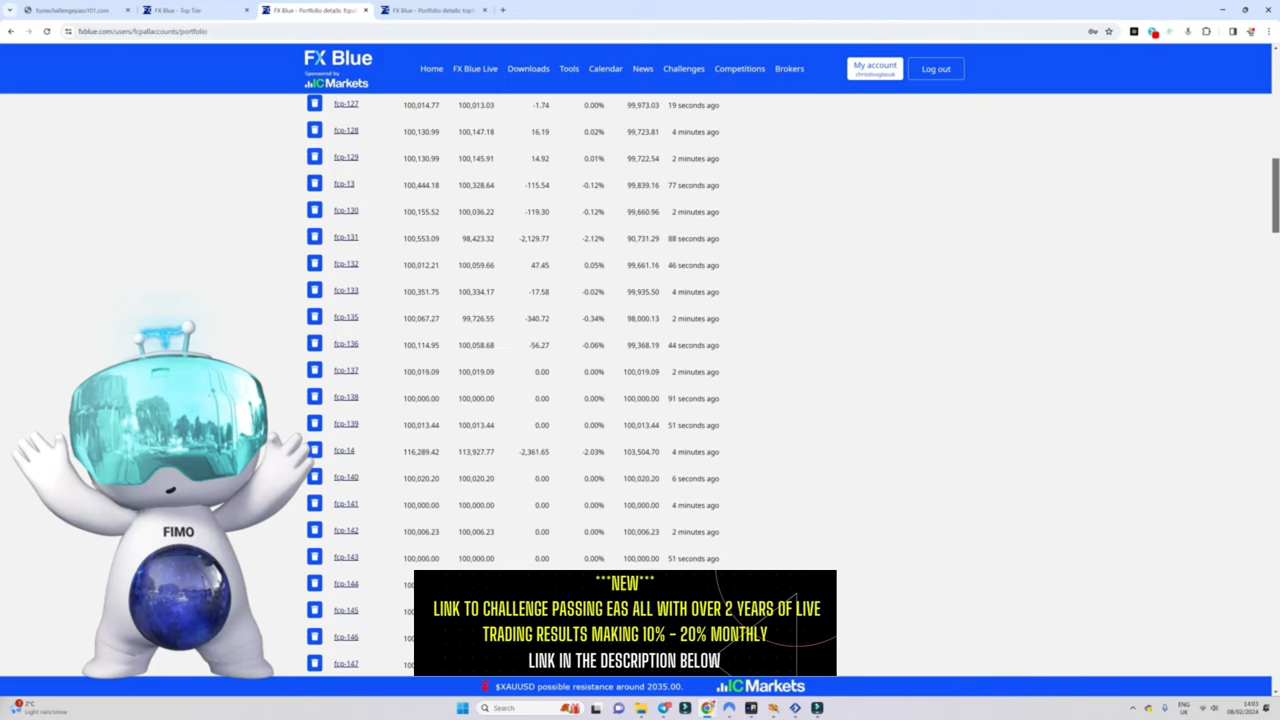 forexchallengepass101.com
FX Blue - Top Tier
FX Blue - Portfolio details: fcpal
FX Blue - Portfolio details: topt
fxblue.com/users/fcpallaccounts/portfolio
FX Blue
Sponsored by
IC Markets
Home FX Blue Live Downloads Tools Calendar News Challenges Competitions Brokers
My account
chrisdouglasuk
Log out
fcp-127 100,014.77 100,013.03 -1.74 0.00% 99,973.03 19 seconds ago
fcp-128 100,130.99 100,147.18 16.19 0.02% 99,723.81 4 minutes ago
fcp-129 100,130.99 100,145.91 14.92 0.01% 99,722.54 2 minutes ago
fcp-13 100,444.18 100,328.64 -115.54 -0.12% 99,839.16 77 seconds ago
fcp-130 100,155.52 100,036.22 -119.30 -0.12% 99,660.96 2 minutes ago
fcp-131 100,553.09 98,423.32 -2,129.77 -2.12% 90,731.29 88 seconds ago
fcp-132 100,012.21 100,059.66 47.45 0.05% 99,661.16 46 seconds ago
fcp-133 100,351.75 100,334.17 -17.58 -0.02% 99,935.50 4 minutes ago
fcp-135 100,067.27 99,726.55 -340.72 -0.34% 98,000.13 2 minutes ago
fcp-136 100,114.95 100,058.68 -56.27 -0.06% 99,368.19 44 seconds ago
fcp-137 100,019.09 100,019.09 0.00 0.00% 100,019.09 2 minutes ago
fcp-138 100,000.00 100,000.00 0.00 0.00% 100,000.00 91 seconds ago
fcp-139 100,013.44 100,013.44 0.00 0.00% 100,013.44 51 seconds ago
fcp-14 116,289.42 113,927.77 -2,361.65 -2.03% 103,504.70 4 minutes ago
fcp-140 100,020.20 100,020.20 0.00 0.00% 100,020.20 6 seconds ago
fcp-141 100,000.00 100,000.00 0.00 0.00% 100,000.00 4 minutes ago
fcp-142 100,006.23 100,006.23 0.00 0.00% 100,006.23 2 minutes ago
fcp-143 100,000.00 100,000.00 0.00 0.00% 100,000.00 51 seconds ago
fcp-144
fcp-145
fcp-146
fcp-147
FIMO
***NEW***
LINK TO CHALLENGE PASSING EAS ALL WITH OVER 2 YEARS OF LIVE
TRADING RESULTS MAKING 10% - 20% MONTHLY
LINK IN THE DESCRIPTION BELOW
$XAUUSD possible resistance around 2035.00.
IC Markets
2°C
Light rain/snow
Search
ENG
UK
14:03
08/02/2024